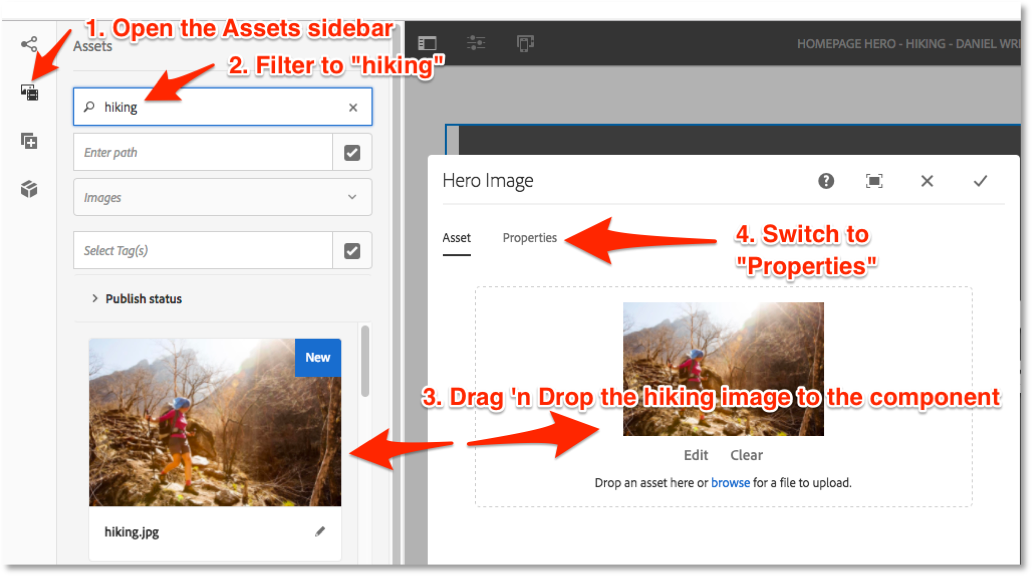 1. Open the Assets sidebar
Assets
2. Filter to "hiking"
hiking
Enter path
Images
Select Tag(s)
Publish status
New
hiking.jpg
HOMEPAGE HERO - HIKING - DANIEL WRI
Hero Image
Asset
Properties
4. Switch to
"Properties"
3. Drag 'n Drop the hiking image to the component
Edit
Clear
Drop an asset here or browse for a file to upload.